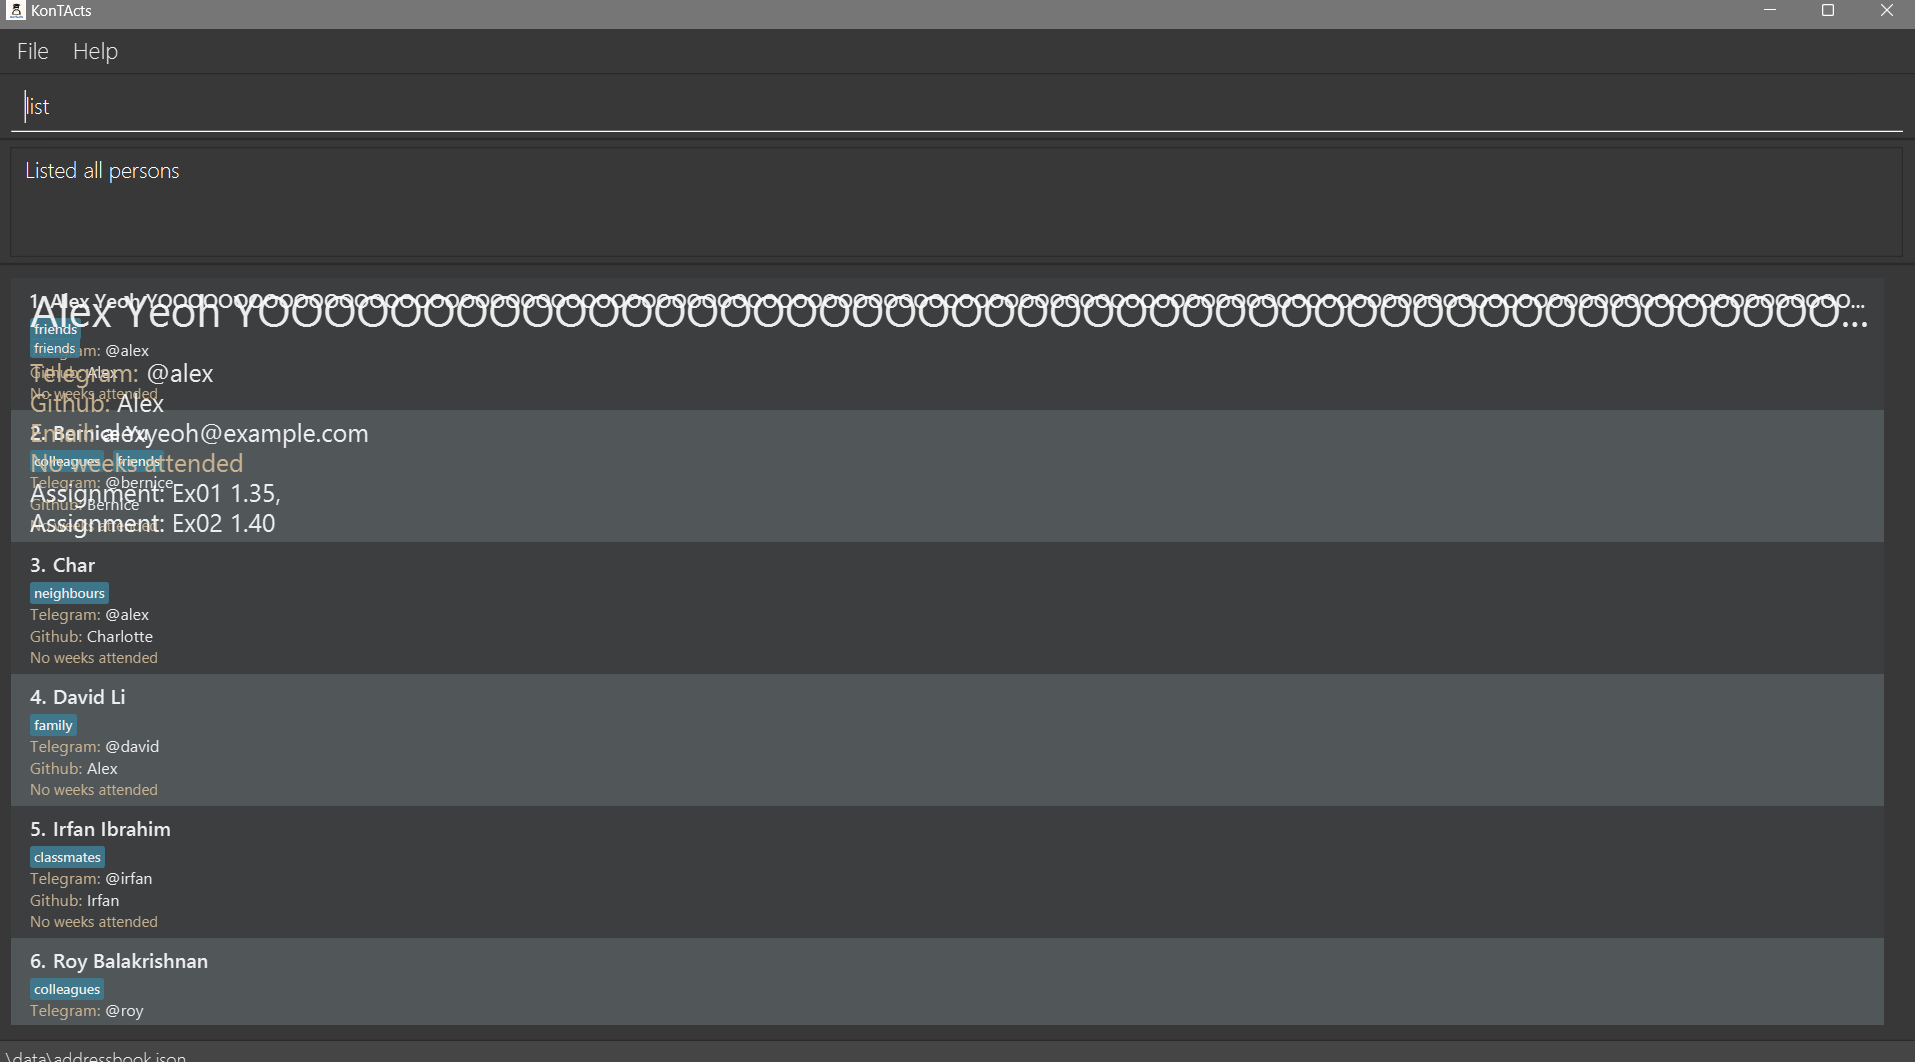 KonTActs
File Help
list
Listed all persons
1. Alex Yeoh
Alex Yeoh
friends
friends
Telegram: @alex
Telegram: @alex
Github: Alex
Github: Alex
No weeks attended
2. Bernice Yu
Email: alexyeoh@example.com
colleagues friends
No weeks attended
Telegram: @bernice
Assignment: Ex01 1.35,
Github: Bernice
No weeks attended
Assignment: Ex02 1.40
3. Char
neighbours
Telegram: @alex
Github: Charlotte
No weeks attended
4. David Li
family
Telegram: @david
Github: Alex
No weeks attended
5. Irfan Ibrahim
classmates
Telegram: @irfan
Github: Irfan
No weeks attended
6. Roy Balakrishnan
colleagues
Telegram: @roy
\data\addressbook.json